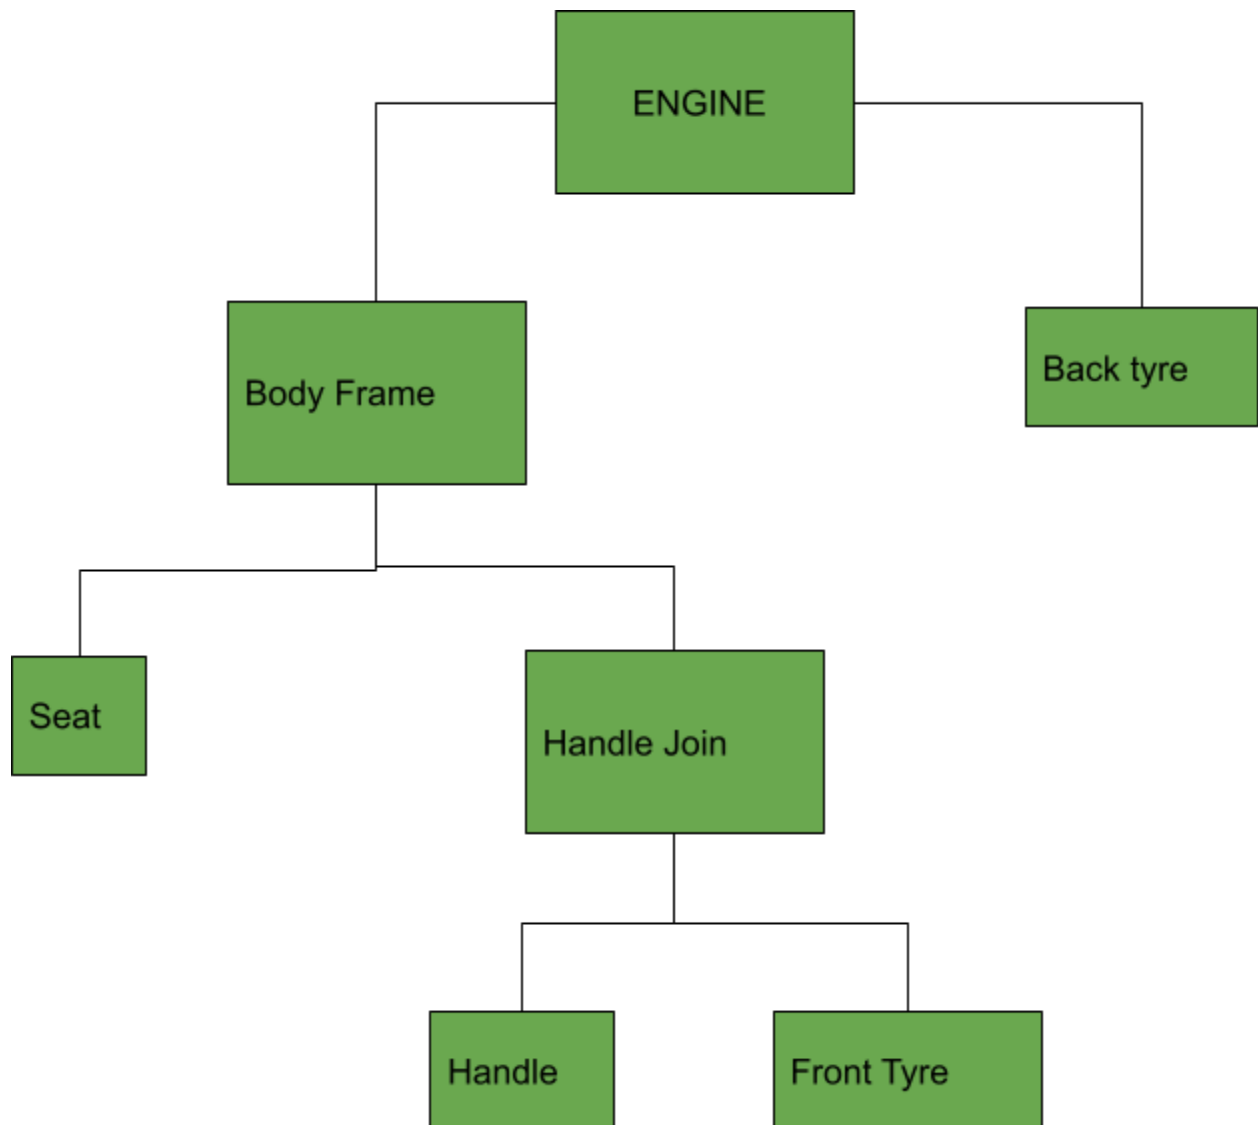 ENGINE
Body Frame
Back tyre
Seat
Handle Join
Handle
Front Tyre